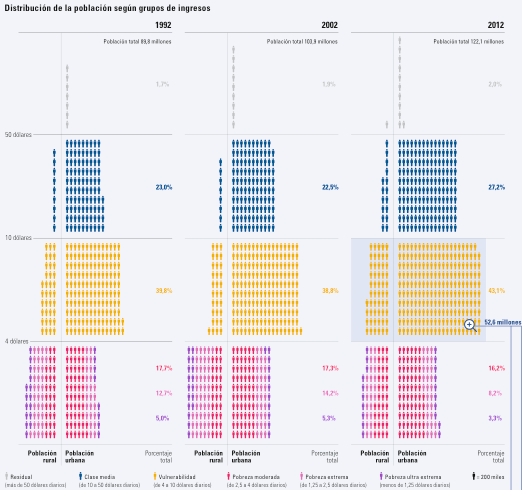 Distribución de la población según grupos de ingresos
1992 2002 2012
Población total 89,8 millones Población total 103,9 millones Población total 122,1 millones
1,7% 1,9% 2,0%
50 dólares
23,0% 22,5% 27,2%
10 dólares
39,8% 38,8% 43,1%
52,6 millones
4 dólares
17,7% 17,3% 16,2%
12,7% 14,2% 8,2%
5,0% 5,3% 3,3%
Población rural Población urbana Porcentaje total Población rural Población urbana Porcentaje total Población rural Población urbana Porcentaje total
Residual Clase media Vulnerabilidad Pobreza moderada Pobreza extrema Pobreza ultra extrema = 200 miles
(más de 50 dólares diarios) (de 10 a 50 dólares diarios) (de 4 a 10 dólares diarios) (de 2,5 a 4 dólares diarios) (de 1,25 a 2,5 dólares diarios) (menos de 1,25 dólares diarios)